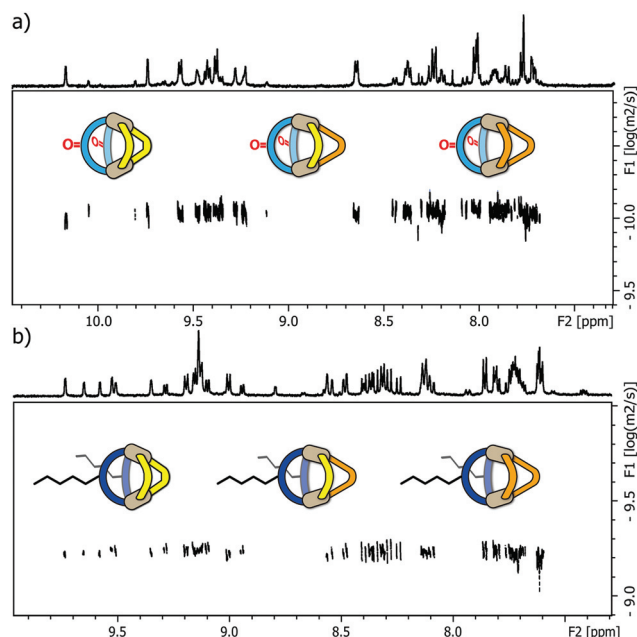 a)
O= O= O= O= O= O=
F1 [log(m2/s)]
- 10.0
- 9.5
10.0 9.5 9.0 8.5 8.0 F2 [ppm]
b)
F1 [log(m2/s)]
- 9.5
- 9.0
9.5 9.0 8.5 8.0 F2 [ppm]